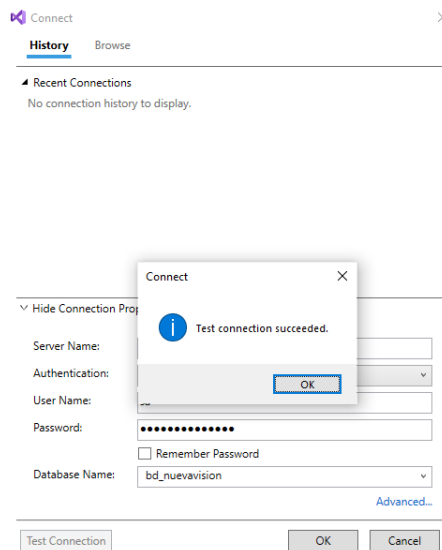 Connect
History Browse
Recent Connections
No connection history to display.
Connect
Test connection succeeded.
OK
Hide Connection
Server Name:
Authentication:
User Name:
Password: ••••••••••••••
Remember Password
Database Name: bd_nuevavision
Advanced...
Test Connection OK Cancel